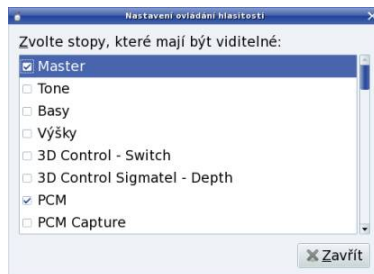 Nastavení ovládání hlasitosti
Zvolte stopy, které mají být viditelné:
Master
Tone
Basy
Výšky
3D Control - Switch
3D Control Sigmatel - Depth
PCM
PCM Capture
Zavřít